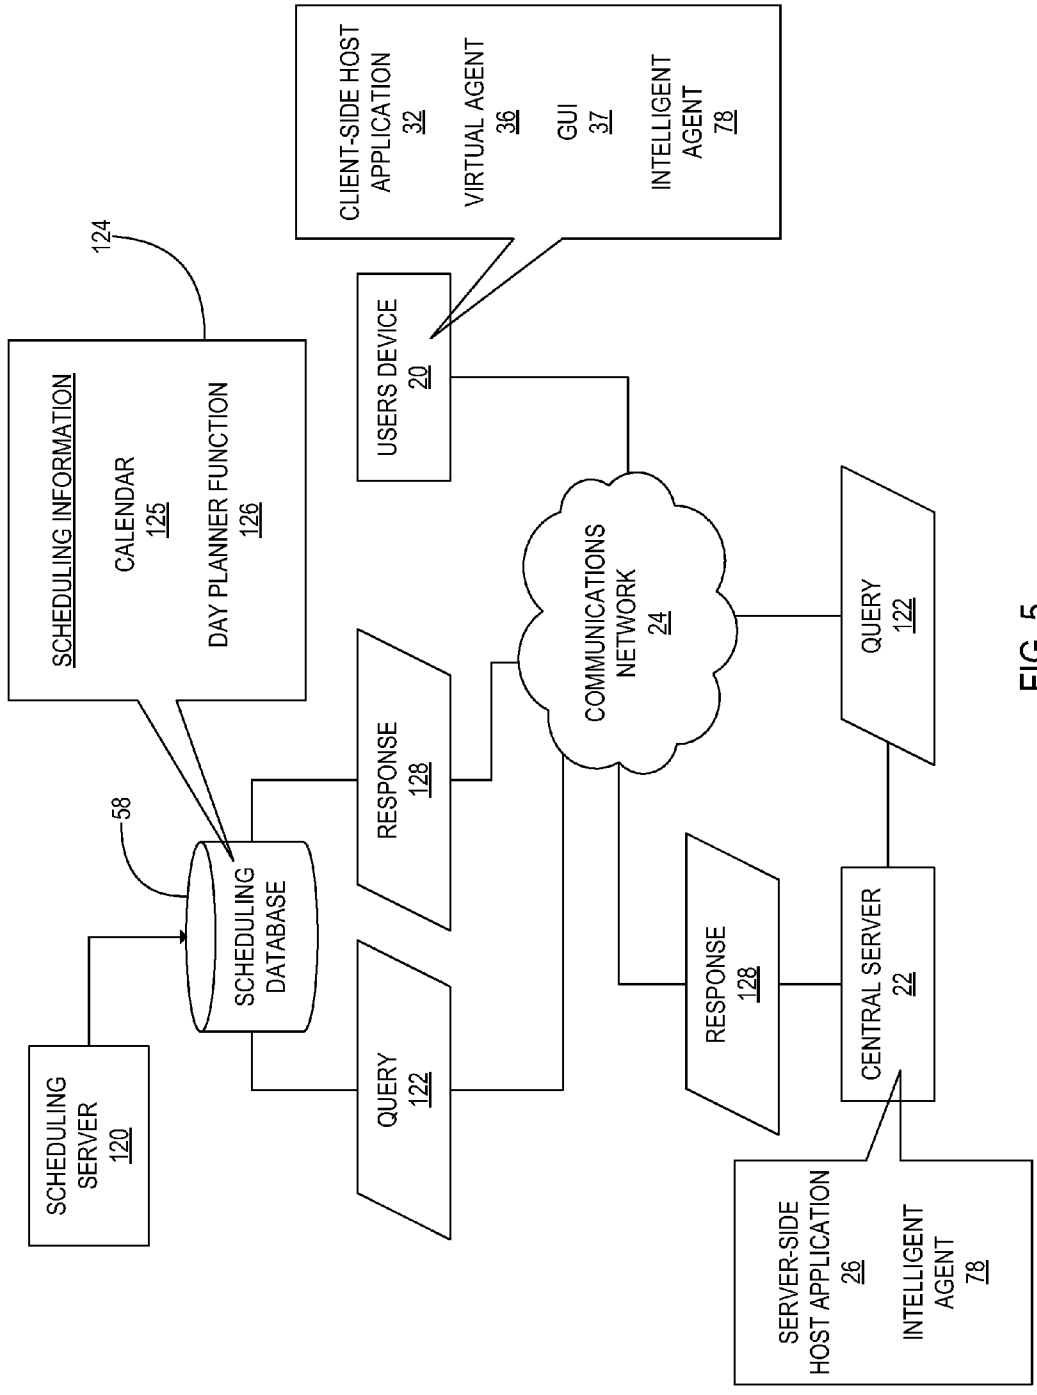 SCHEDULING
SERVER
120
58
SCHEDULING
DATABASE
SCHEDULING INFORMATION
CALENDAR
125
DAY PLANNER FUNCTION
126
124
QUERY
122
RESPONSE
128
USERS DEVICE
20
CLIENT-SIDE HOST
APPLICATION
32
VIRTUAL AGENT
36
GUI
37
INTELLIGENT
AGENT
78
COMMUNICATIONS
NETWORK
24
RESPONSE
128
QUERY
122
CENTRAL SERVER
22
SERVER-SIDE
HOST APPLICATION
26
INTELLIGENT
AGENT
78
FIG. 5